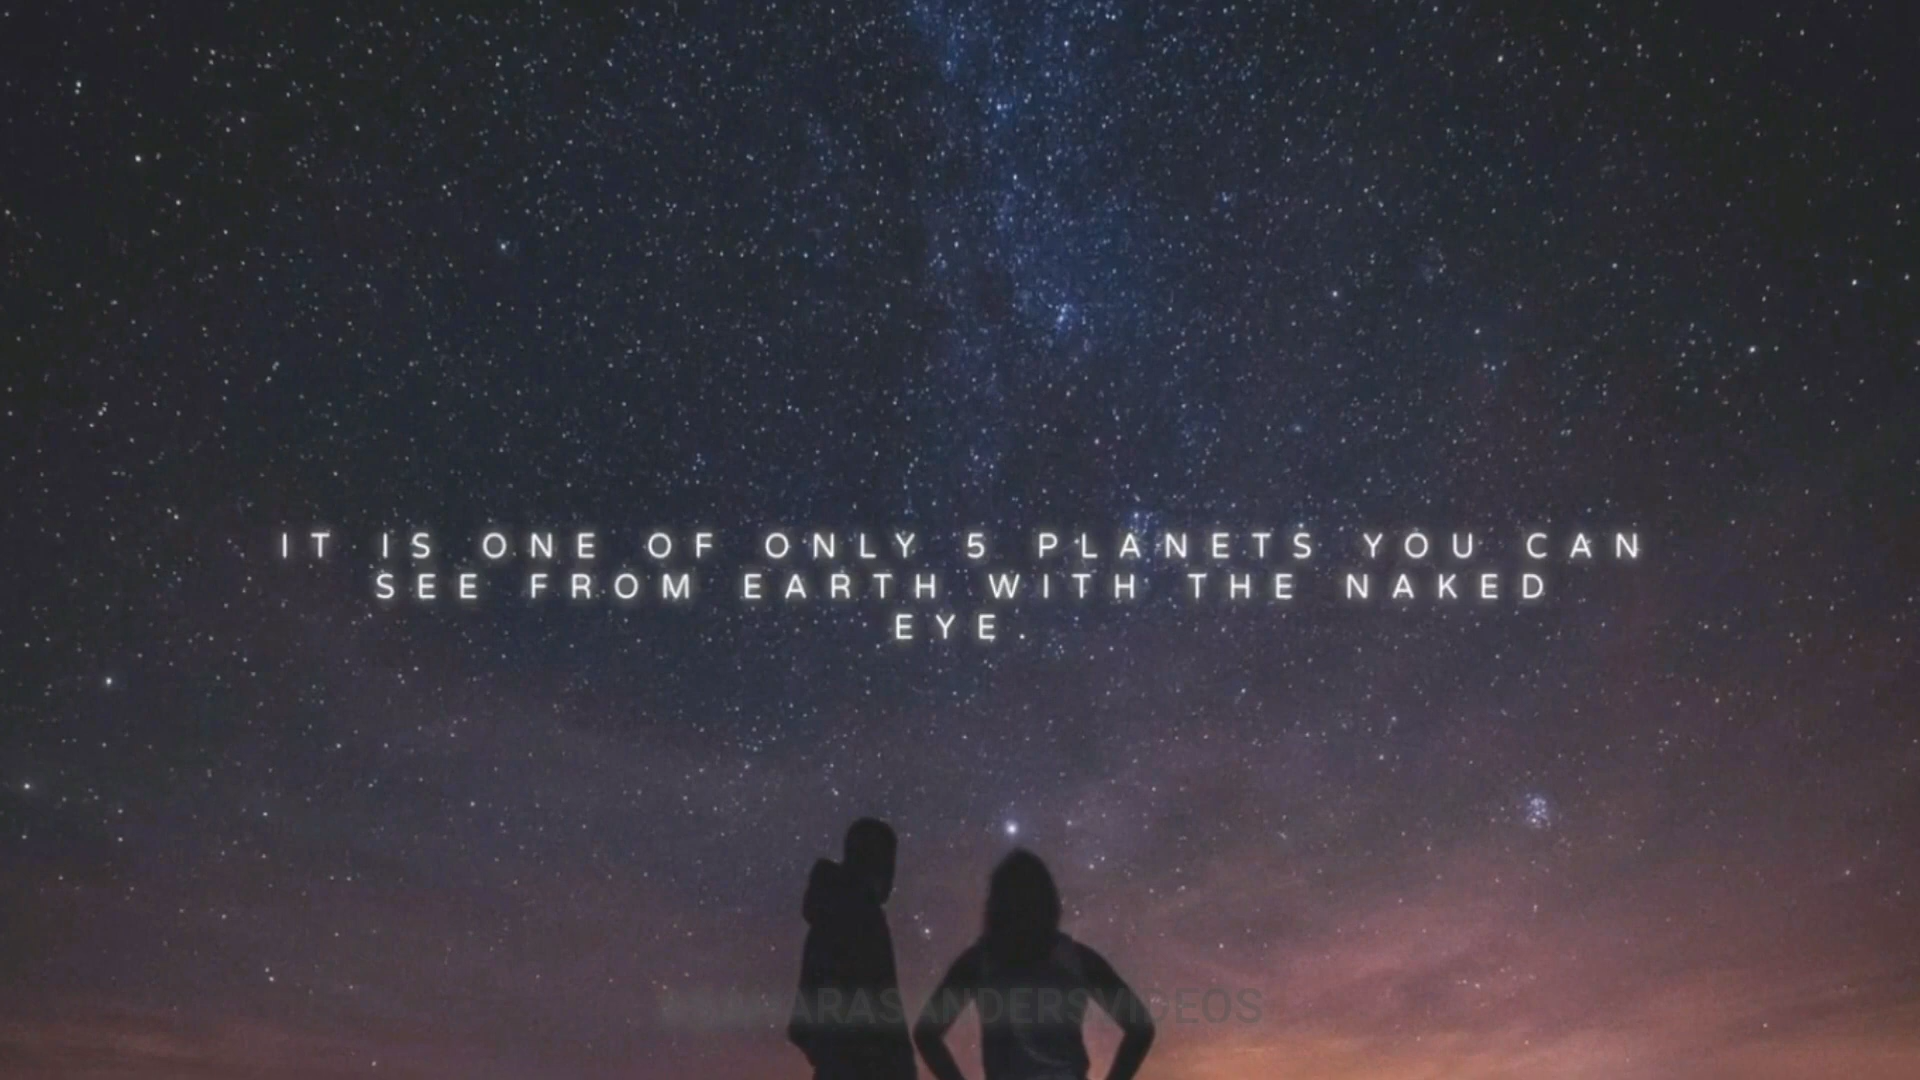 IT IS ONE OF ONLY 5 PLANETS YOU CAN
SEE FROM EARTH WITH THE NAKED
EYE.